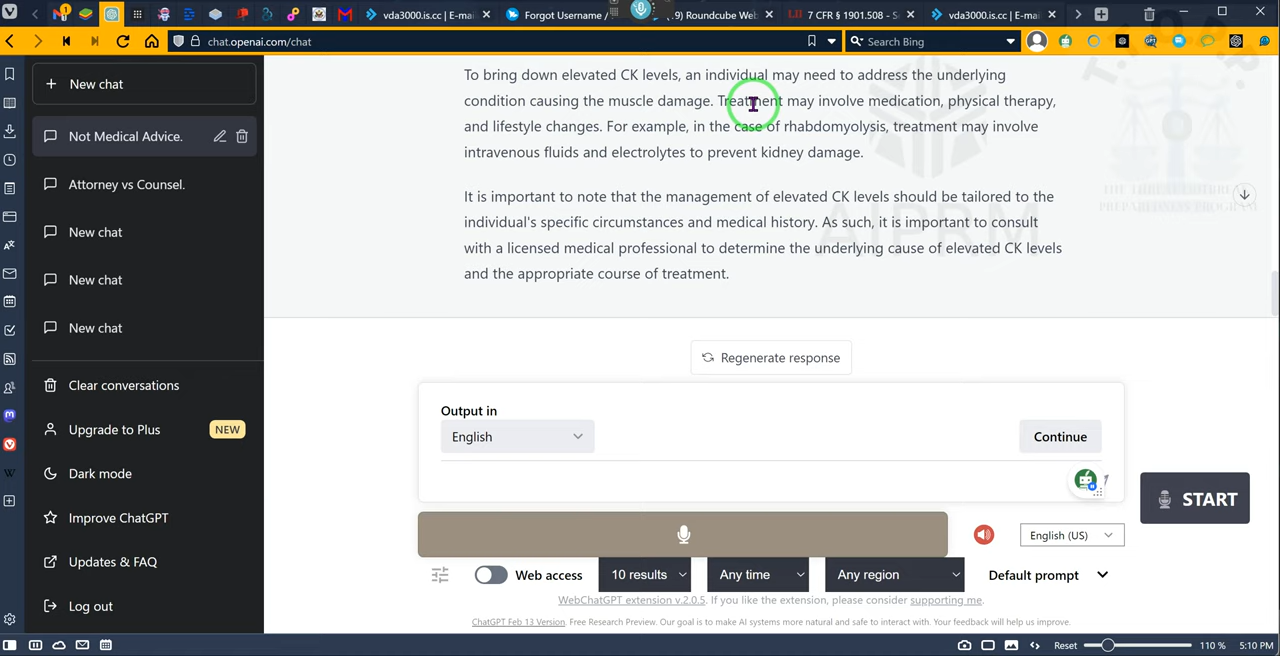 vda3000.is.cc | E-mai
Forgot Username /
9) Roundcube Web
7 CFR § 1901.508 - S
vda3000.is.cc | E-mai
chat.openai.com/chat
Search Bing
New chat
Not Medical Advice.
Attorney vs Counsel.
New chat
New chat
New chat
Clear conversations
Upgrade to Plus
NEW
Dark mode
Improve ChatGPT
Updates & FAQ
Log out
To bring down elevated CK levels, an individual may need to address the underlying
condition causing the muscle damage. Treatment may involve medication, physical therapy,
and lifestyle changes. For example, in the case of rhabdomyolysis, treatment may involve
intravenous fluids and electrolytes to prevent kidney damage.
It is important to note that the management of elevated CK levels should be tailored to the
individual's specific circumstances and medical history. As such, it is important to consult
with a licensed medical professional to determine the underlying cause of elevated CK levels
and the appropriate course of treatment.
AIPRM
Regenerate response
Output in
English
Continue
START
English (US)
Web access
10 results
Any time
Any region
Default prompt
WebChatGPT extension v.2.0.5. If you like the extension, please consider supporting me.
ChatGPT Feb 13 Version. Free Research Preview. Our goal is to make AI systems more natural and safe to interact with. Your feedback will help us improve.
Reset
110 %
5:10 PM